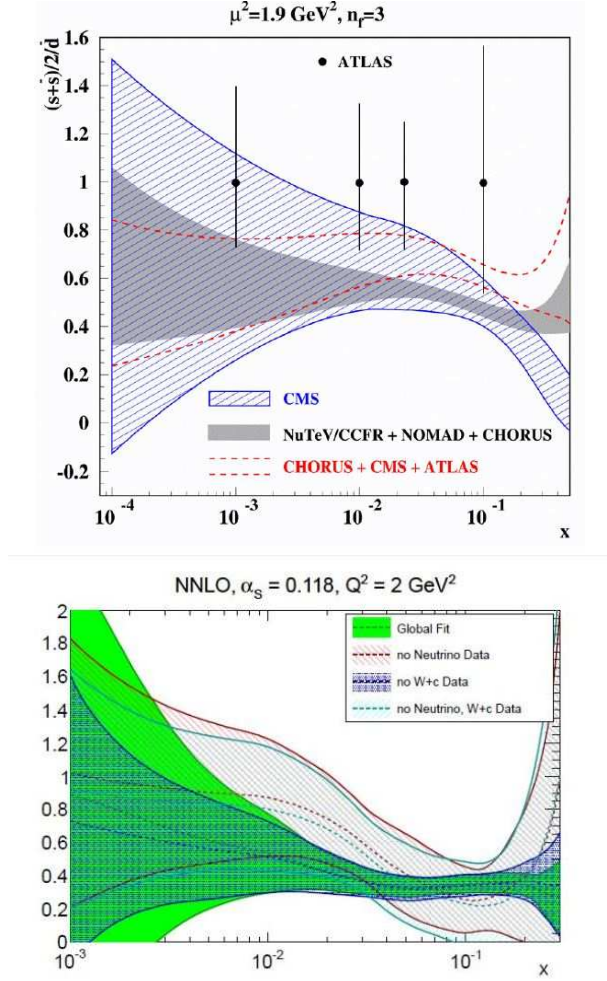 μ²=1.9 GeV², n_f=3
(s+s̄)/2/d̄
1.6
1.4
1.2
1
0.8
0.6
0.4
0.2
0
-0.2
ATLAS
CMS
NuTeV/CCFR + NOMAD + CHORUS
CHORUS + CMS + ATLAS
10⁻⁴ 10⁻³ 10⁻² 10⁻¹
x
NNLO, α_S = 0.118, Q² = 2 GeV²
2
1.8
1.6
1.4
1.2
1
0.8
0.6
0.4
0.2
0
Global Fit
no Neutrino Data
no W+c Data
no Neutrino, W+c Data
10⁻³ 10⁻² 10⁻¹ x